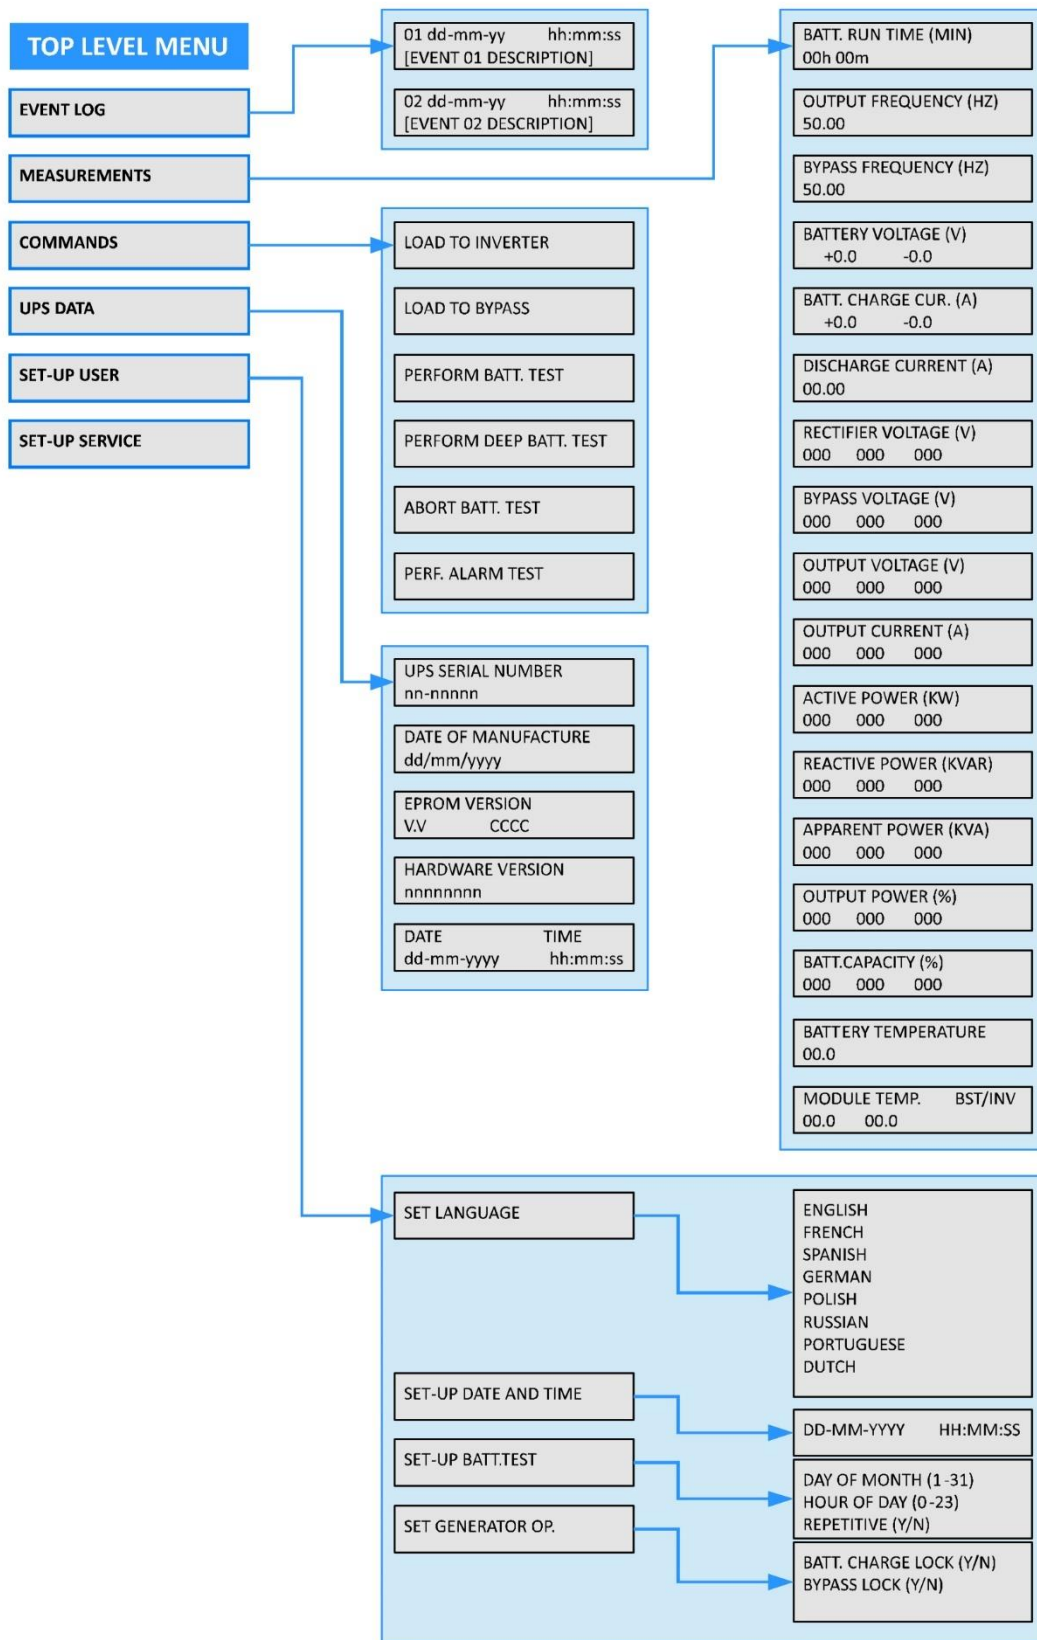 TOP LEVEL MENU
EVENT LOG
MEASUREMENTS
COMMANDS
UPS DATA
SET-UP USER
SET-UP SERVICE
01 dd-mm-yy hh:mm:ss
[EVENT 01 DESCRIPTION]
02 dd-mm-yy hh:mm:ss
[EVENT 02 DESCRIPTION]
LOAD TO INVERTER
LOAD TO BYPASS
PERFORM BATT. TEST
PERFORM DEEP BATT. TEST
ABORT BATT. TEST
PERF. ALARM TEST
UPS SERIAL NUMBER
nn-nnnnn
DATE OF MANUFACTURE
dd/mm/yyyy
EPROM VERSION
V.V CCCC
HARDWARE VERSION
nnnnnnnn
DATE TIME
dd-mm-yyyy hh:mm:ss
BATT. RUN TIME (MIN)
00h 00m
OUTPUT FREQUENCY (HZ)
50.00
BYPASS FREQUENCY (HZ)
50.00
BATTERY VOLTAGE (V)
+0.0 -0.0
BATT. CHARGE CUR. (A)
+0.0 -0.0
DISCHARGE CURRENT (A)
00.00
RECTIFIER VOLTAGE (V)
000 000 000
BYPASS VOLTAGE (V)
000 000 000
OUTPUT VOLTAGE (V)
000 000 000
OUTPUT CURRENT (A)
000 000 000
ACTIVE POWER (KW)
000 000 000
REACTIVE POWER (KVAR)
000 000 000
APPARENT POWER (KVA)
000 000 000
OUTPUT POWER (%)
000 000 000
BATT.CAPACITY (%)
000 000 000
BATTERY TEMPERATURE
00.0
MODULE TEMP. BST/INV
00.0 00.0
SET LANGUAGE
ENGLISH
FRENCH
SPANISH
GERMAN
POLISH
RUSSIAN
PORTUGUESE
DUTCH
SET-UP DATE AND TIME
DD-MM-YYYY HH:MM:SS
SET-UP BATT.TEST
DAY OF MONTH (1-31)
HOUR OF DAY (0-23)
REPETITIVE (Y/N)
SET GENERATOR OP.
BATT. CHARGE LOCK (Y/N)
BYPASS LOCK (Y/N)